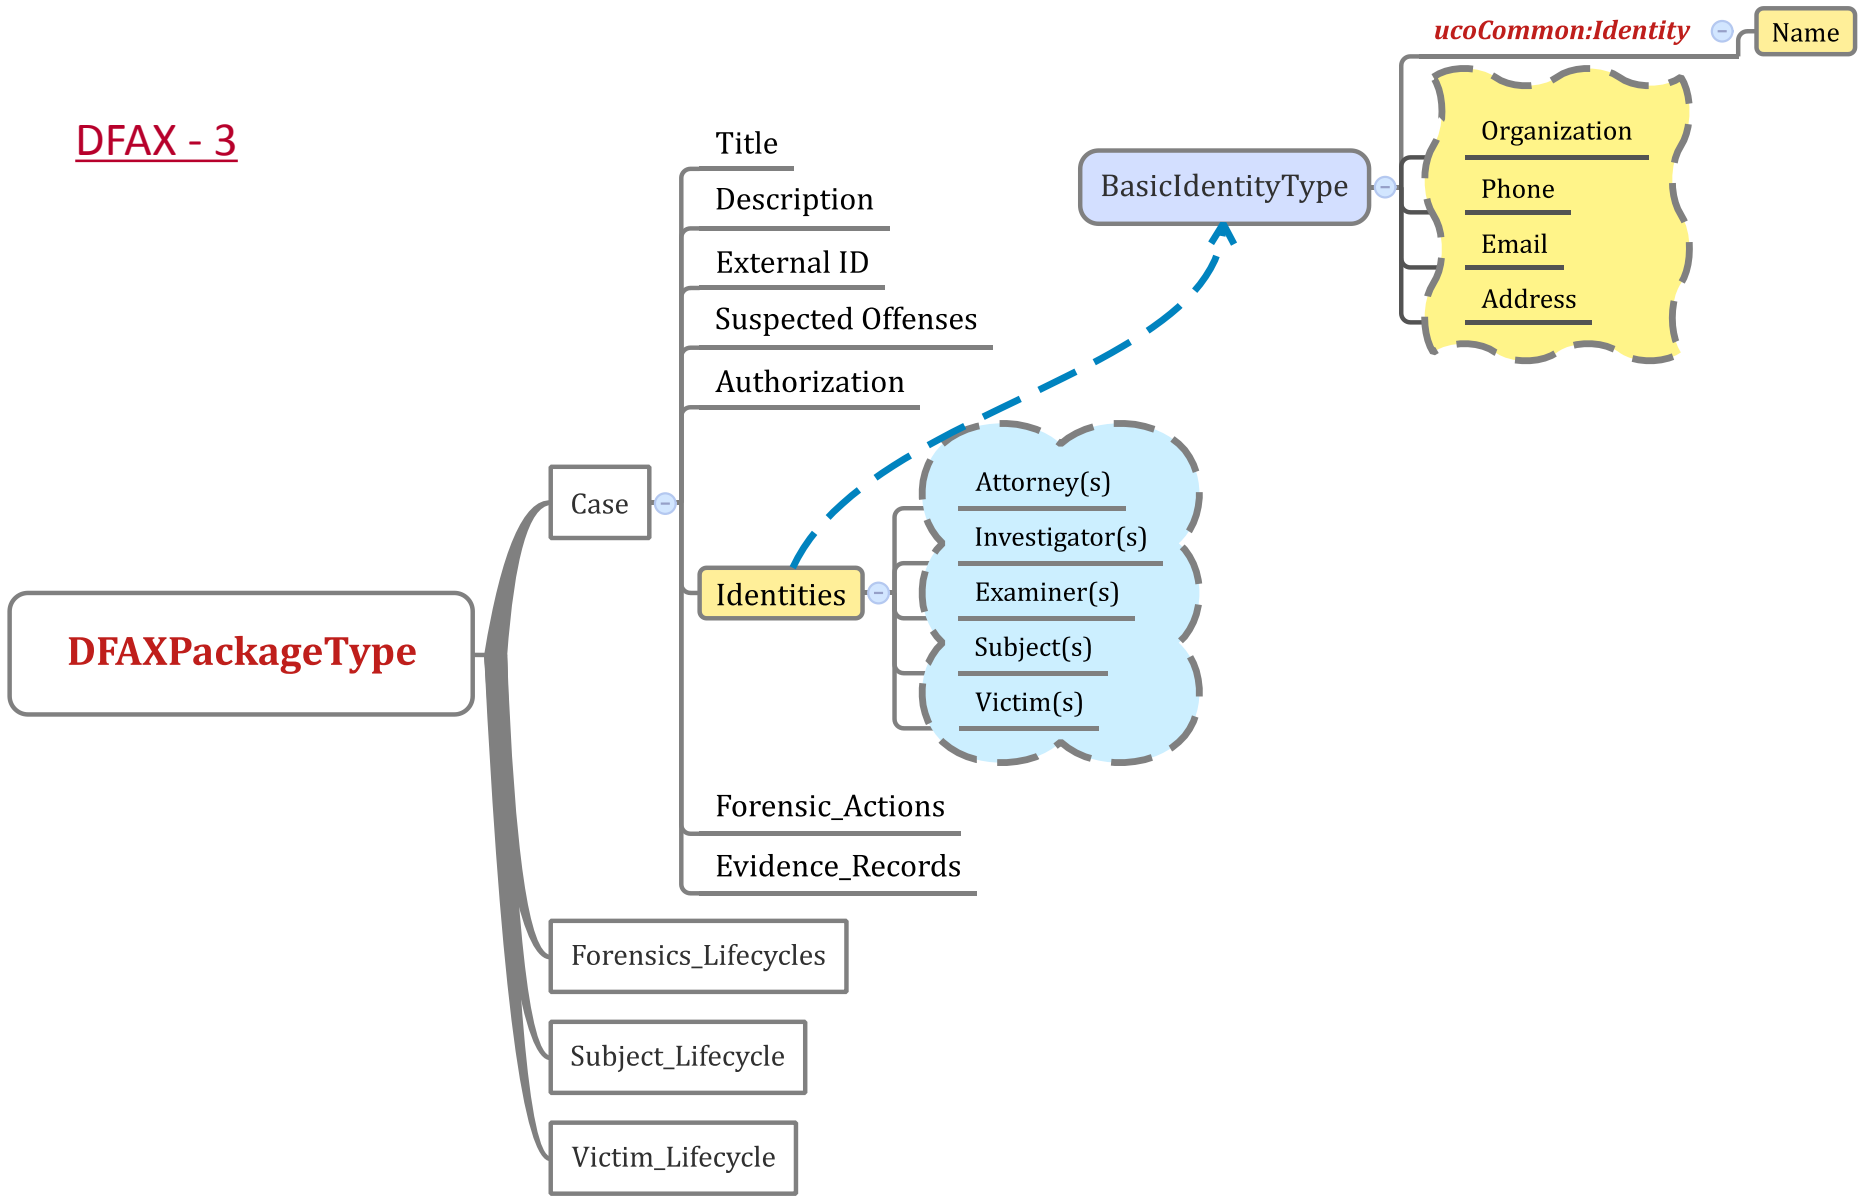 DFAX - 3
DFAXPackageType
Case
Title
Description
External ID
Suspected Offenses
Authorization
Identities
Attorney(s)
Investigator(s)
Examiner(s)
Subject(s)
Victim(s)
Forensic_Actions
Evidence_Records
Forensics_Lifecycles
Subject_Lifecycle
Victim_Lifecycle
BasicIdentityType
ucoCommon:Identity
Name
Organization
Phone
Email
Address